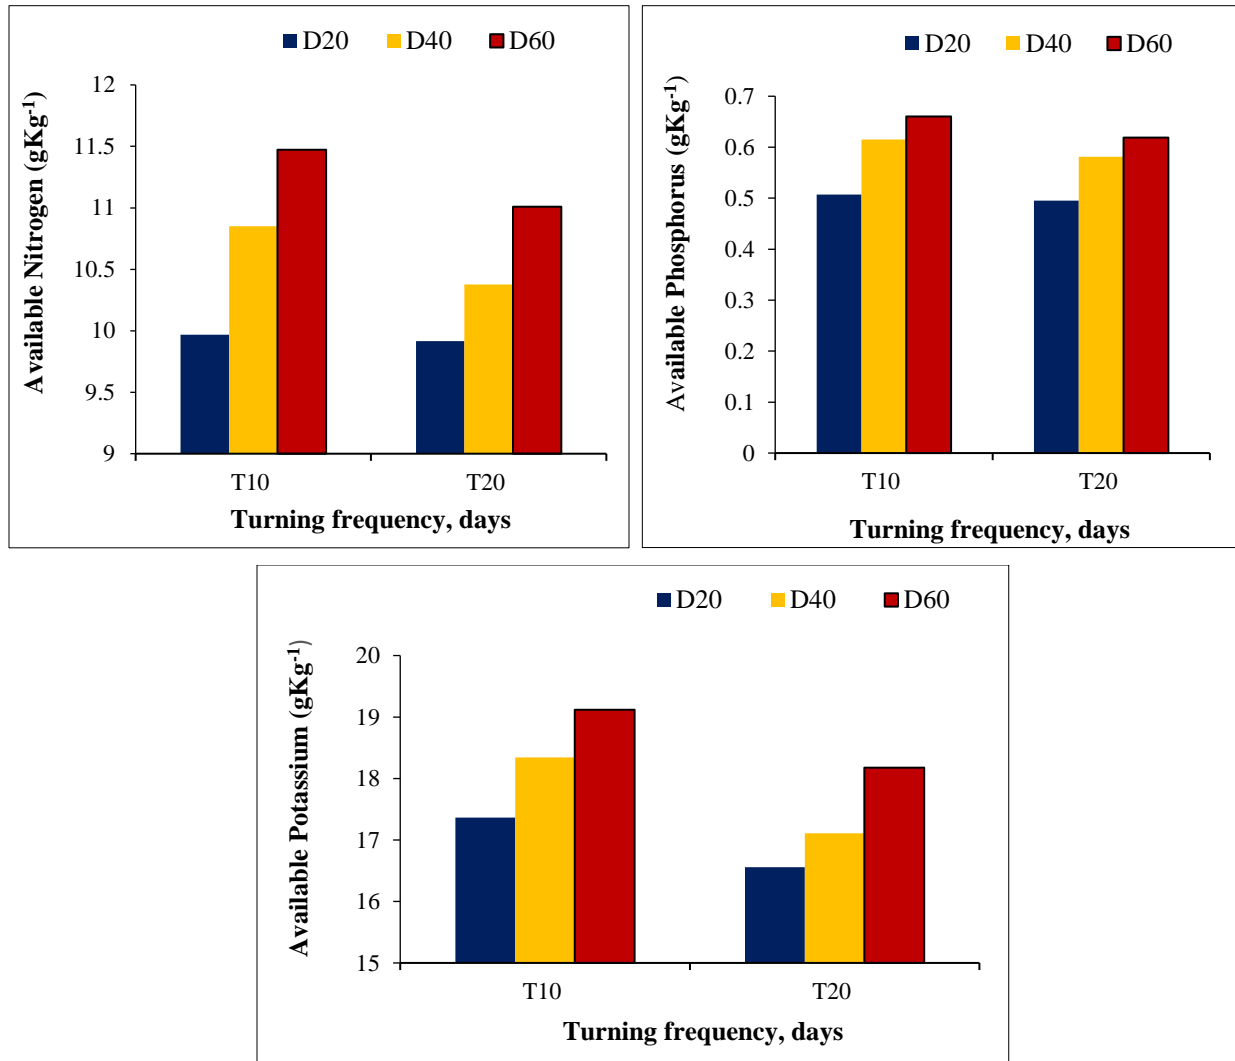 D20 D40 D60
Available Nitrogen (gKg-1)
12
11.5
11
10.5
10
9.5
9
T10 T20
Turning frequency, days
D20 D40 D60
Available Phosphorus (gKg-1)
0.7
0.6
0.5
0.4
0.3
0.2
0.1
0
T10 T20
Turning frequency, days
D20 D40 D60
Available Potassium (gKg-1)
20
19
18
17
16
15
T10 T20
Turning frequency, days